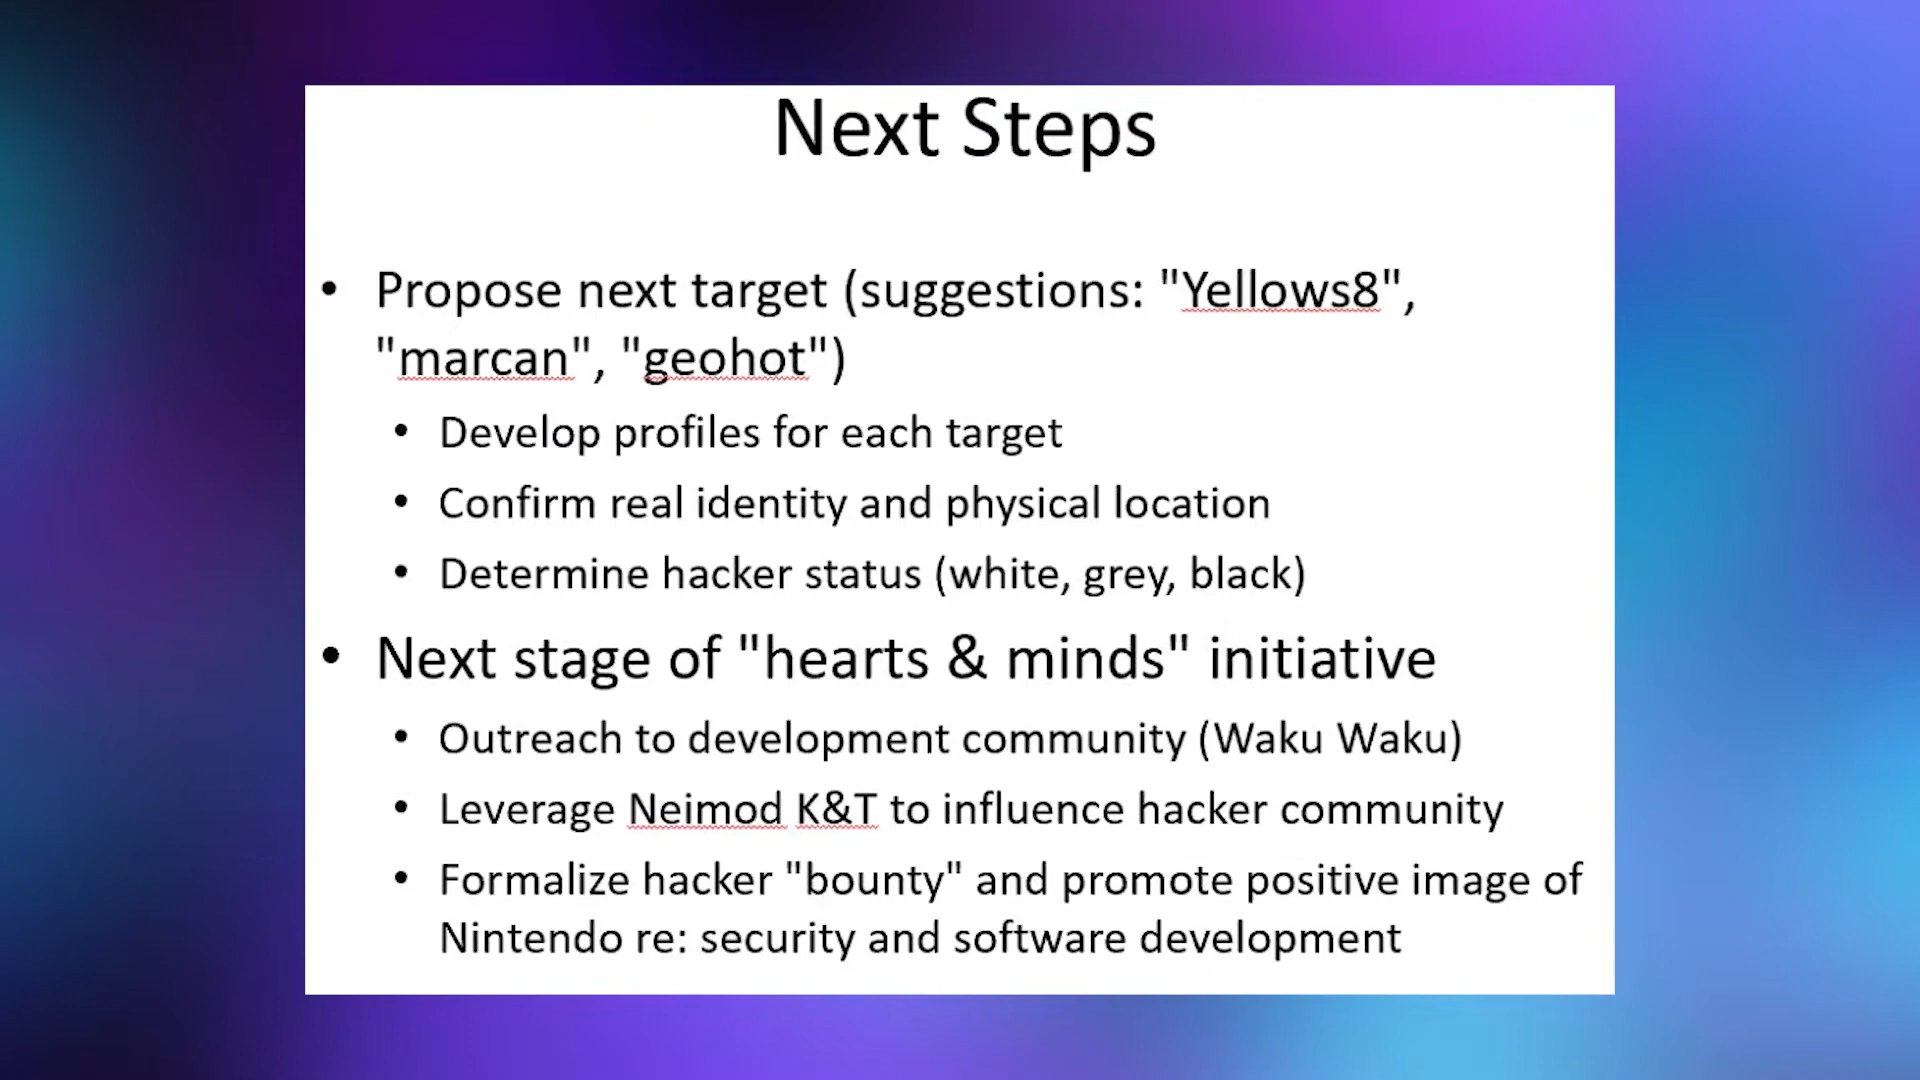 Next Steps
• Propose next target (suggestions: "Yellows8",
"marcan", "geohot")
• Develop profiles for each target
• Confirm real identity and physical location
• Determine hacker status (white, grey, black)
• Next stage of "hearts & minds" initiative
• Outreach to development community (Waku Waku)
• Leverage Neimod K&T to influence hacker community
• Formalize hacker "bounty" and promote positive image of
Nintendo re: security and software development